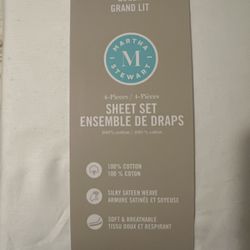 GRAND LIT
MARTHA
M
STEWART
4-Pieces / 4-Pièces
SHEET SET
ENSEMBLE DE DRAPS
100% cotton / 100 % coton
100% COTTON
100 % COTON
SILKY SATEEN WEAVE
ARMURE SATINÉE ET SOYEUSE
SOFT & BREATHABLE
TISSU DOUX ET RESPIRANT